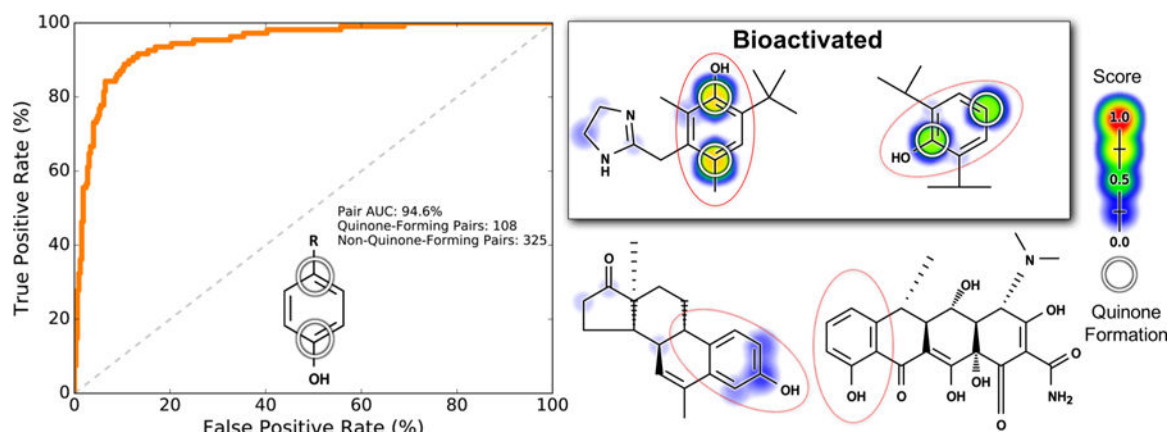 100
80
60
40
20
0
True Positive Rate (%)
0
20
40
60
80
100
False Positive Rate (%)
Pair AUC: 94.6%
Quinone-Forming Pairs: 108
Non-Quinone-Forming Pairs: 325
R
OH
Bioactivated
OH
N
N
H
HO
Score
1.0
0.5
0.0
Quinone
Formation
O
OH
N
OH
OH
O
NH₂
OH
O
OH
OH
O